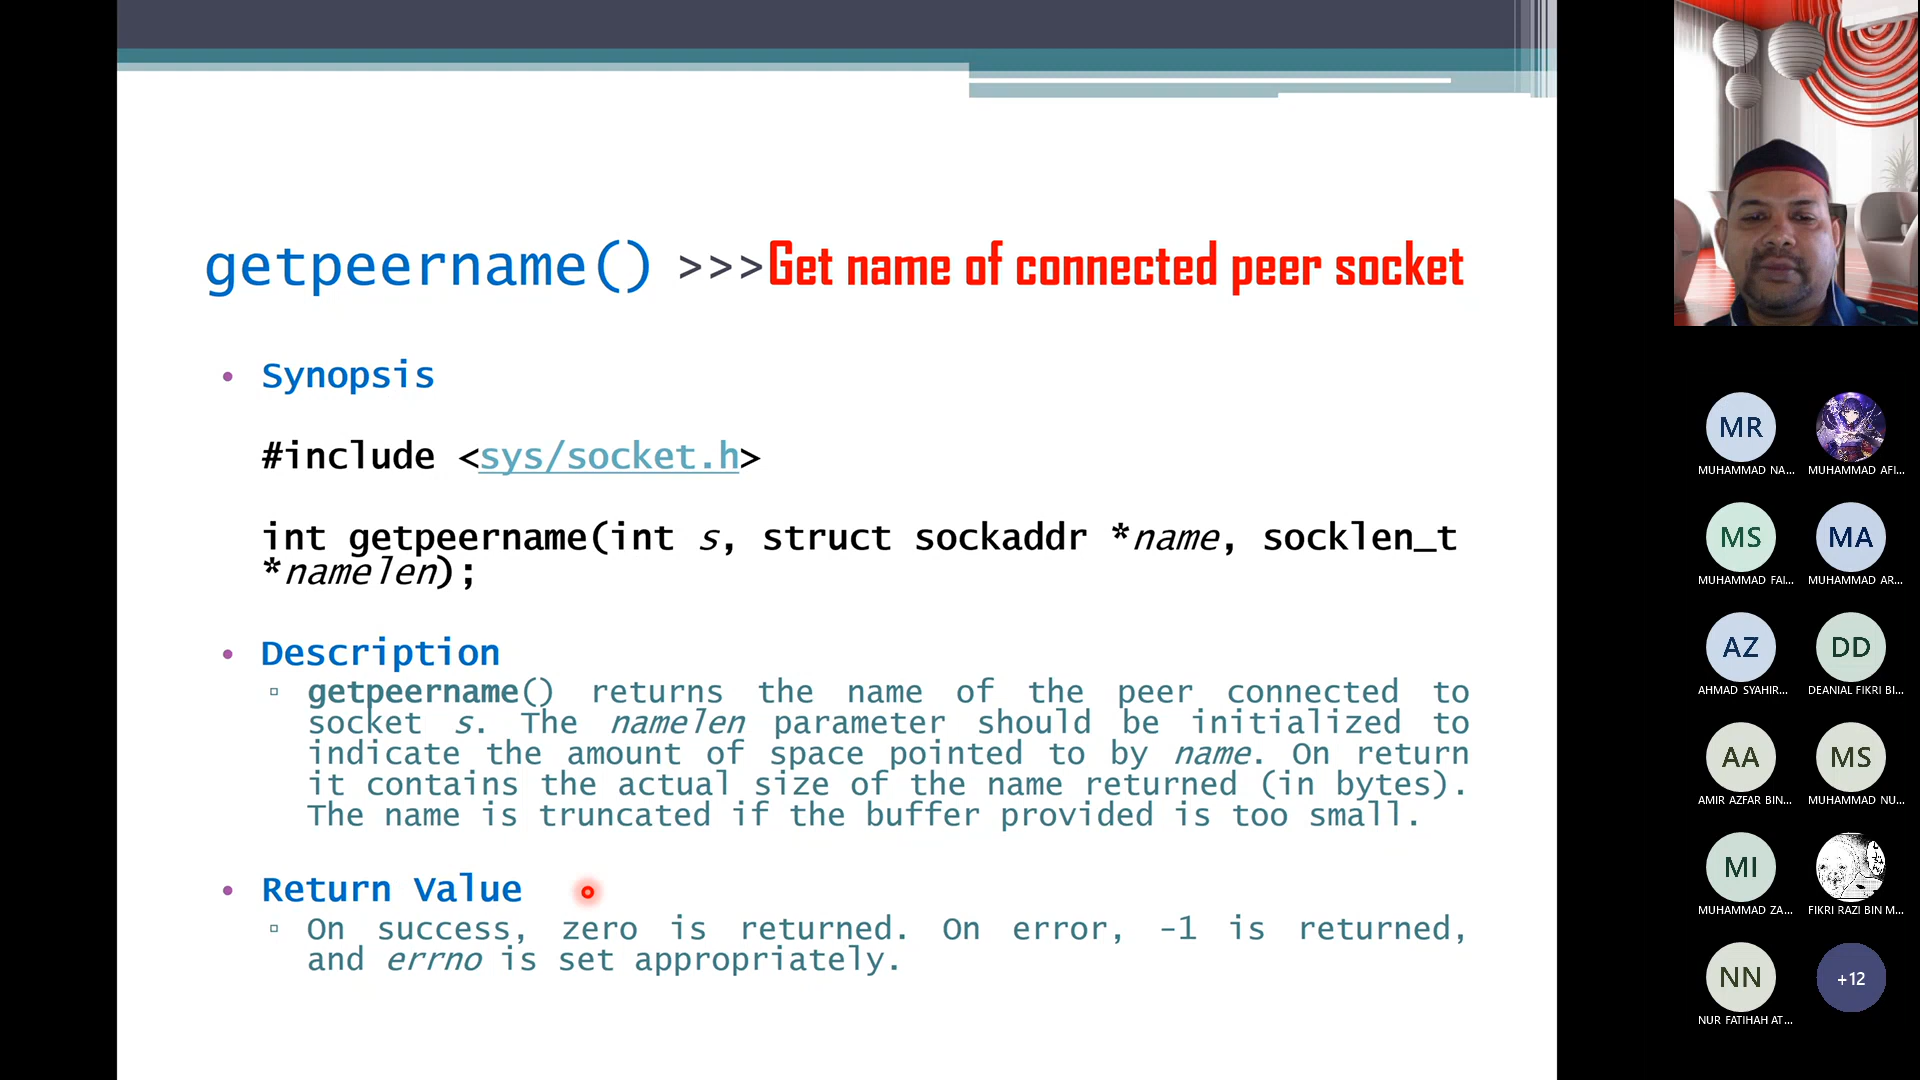 getpeername() >>>Get name of connected peer socket
• Synopsis
#include <sys/socket.h>
int getpeername(int s, struct sockaddr *name, socklen_t
*namelen);
• Description
▫ getpeername() returns the name of the peer connected to
socket s. The namelen parameter should be initialized to
indicate the amount of space pointed to by name. On return
it contains the actual size of the name returned (in bytes).
The name is truncated if the buffer provided is too small.
• Return Value
▫ On success, zero is returned. On error, -1 is returned,
and errno is set appropriately.
MR
MUHAMMAD NA...
MUHAMMAD AFI...
MS
MA
MUHAMMAD FAI...
MUHAMMAD AR...
AZ
DD
AHMAD SYAHIR...
DEANIAL FIKRI BI...
AA
MS
AMIR AZFAR BIN...
MUHAMMAD NU...
MI
MUHAMMAD ZA...
FIKRI RAZI BIN M...
NN
+12
NUR FATIHAH AT...